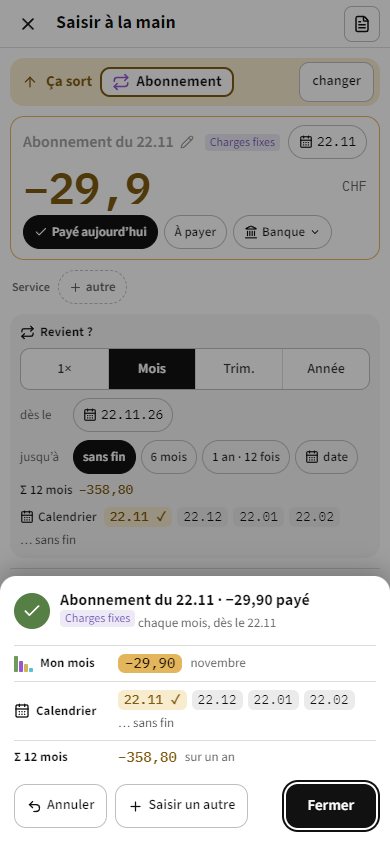 Saisir à la main
Ça sort Abonnement changer
Abonnement du 22.11 Charges fixes 22.11
−29,9 CHF
Payé aujourd'hui À payer Banque
Service + autre
Revient ?
1× Mois Trim. Année
dès le 22.11.26
jusqu'à sans fin 6 mois 1 an · 12 fois date
Σ 12 mois −358,80
Calendrier 22.11 ✓ 22.12 22.01 22.02
… sans fin
Abonnement du 22.11 · −29,90 payé
Charges fixes chaque mois, dès le 22.11
Mon mois −29,90 novembre
Calendrier 22.11 ✓ 22.12 22.01 22.02
… sans fin
Σ 12 mois −358,80 sur un an
Annuler + Saisir un autre Fermer